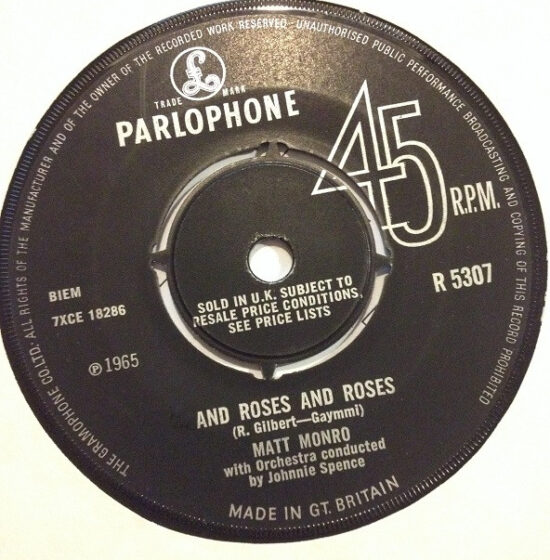 THE GRAMOPHONE CO. LTD. ALL RIGHTS OF THE MANUFACTURER AND OF THE OWNER OF THE RECORDED WORK RESERVED · UNAUTHORISED PUBLIC PERFORMANCE BROADCASTING AND COPYING OF THIS RECORD PROHIBITED
£
TRADE MARK
PARLOPHONE
45
R.P.M.
R 5307
SOLD IN U.K. SUBJECT TO
RESALE PRICE CONDITIONS,
SEE PRICE LISTS
BIEM
7XCE 18286
℗ 1965
AND ROSES AND ROSES
(R. Gilbert—Gaymmi)
MATT MONRO
with Orchestra conducted
by Johnnie Spence
MADE IN GT. BRITAIN